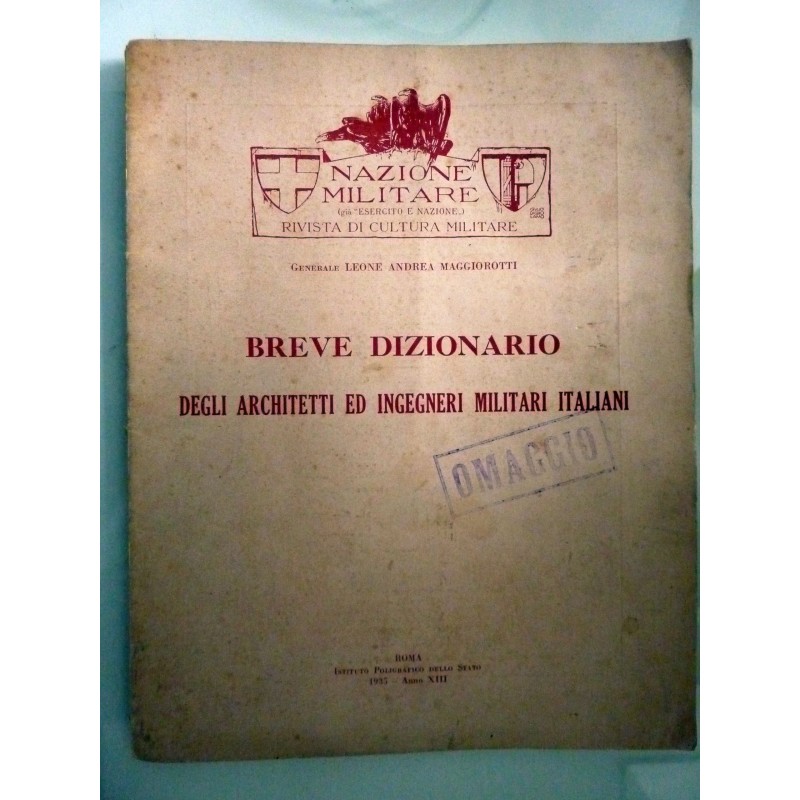 NAZIONE
MILITARE
(già "ESERCITO E NAZIONE„)
RIVISTA DI CULTURA MILITARE
GENERALE LEONE ANDREA MAGGIOROTTI
BREVE DIZIONARIO
DEGLI ARCHITETTI ED INGEGNERI MILITARI ITALIANI
OMAGGIO
ROMA
ISTITUTO POLIGRAFICO DELLO STATO
1935 - ANNO XIII